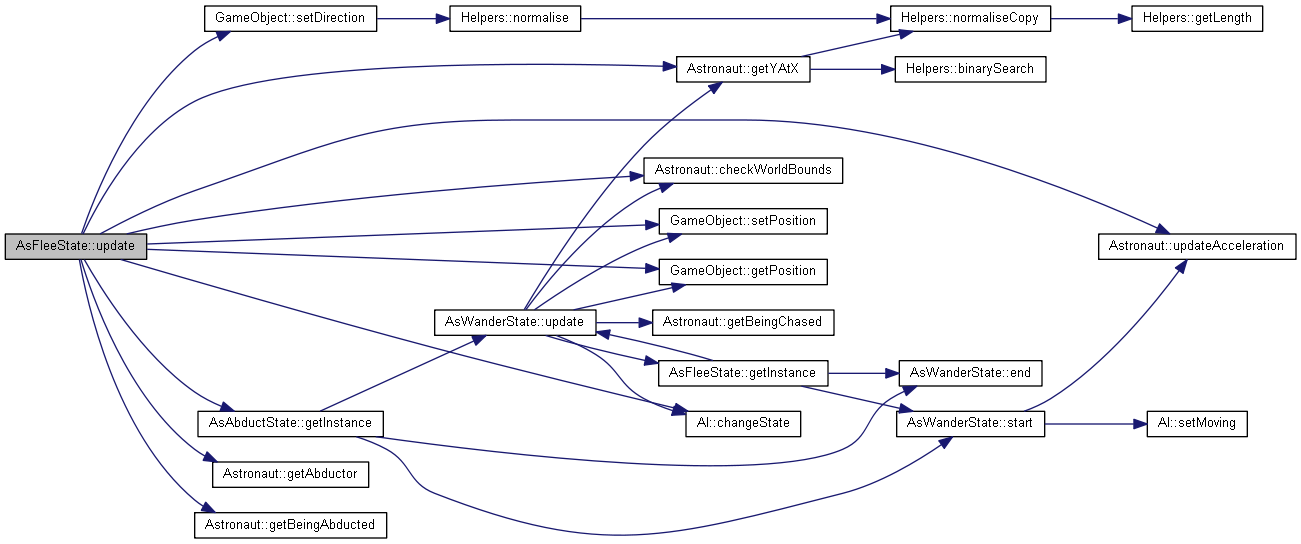 GameObject::setDirection
Helpers::normalise
Helpers::normaliseCopy
Helpers::getLength
Astronaut::getYAtX
Helpers::binarySearch
Astronaut::checkWorldBounds
GameObject::setPosition
AsFleeState::update
Astronaut::updateAcceleration
GameObject::getPosition
AsWanderState::update
Astronaut::getBeingChased
AsFleeState::getInstance
AsWanderState::end
AsAbductState::getInstance
AI::changeState
AsWanderState::start
AI::setMoving
Astronaut::getAbductor
Astronaut::getBeingAbducted